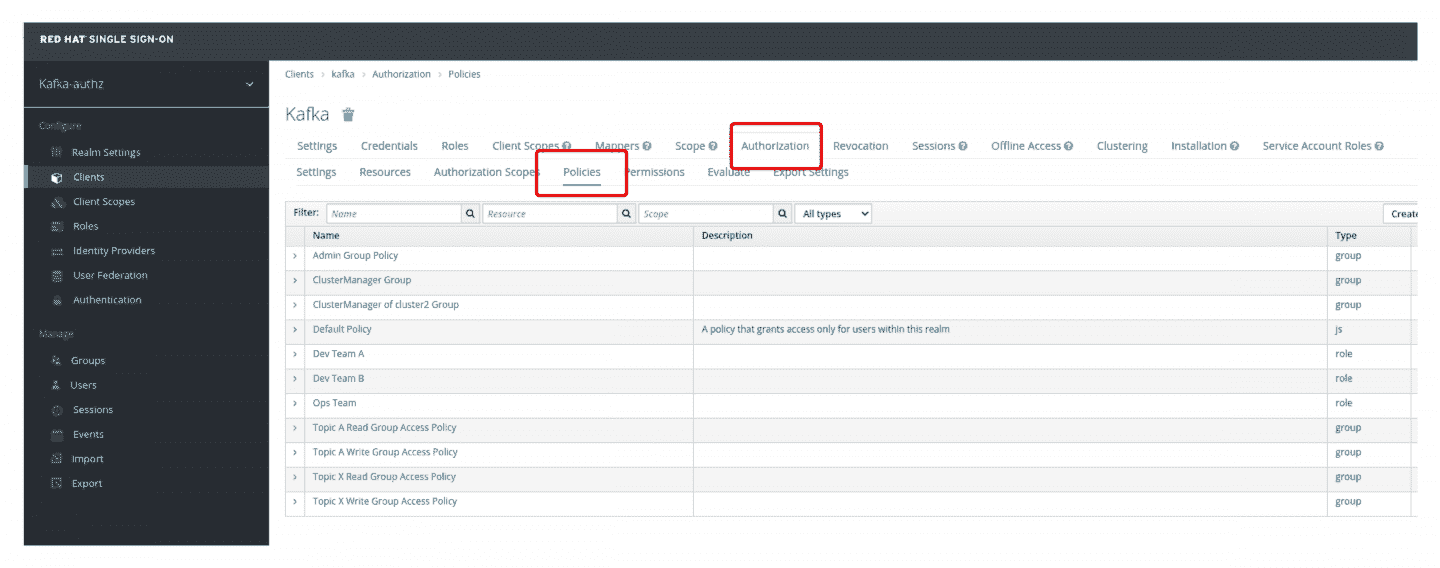 RED HAT SINGLE SIGN-ON
Kafka-authz
Configure
Realm Settings
Clients
Client Scopes
Roles
Identity Providers
User Federation
Authentication
Manage
Groups
Users
Sessions
Events
Import
Export
Clients > kafka > Authorization > Policies
Kafka
Settings Credentials Roles Client Scopes Mappers Scope Authorization Revocation Sessions Offline Access Clustering Installation Service Account Roles
Settings Resources Authorization Scopes Policies Permissions Evaluate Export Settings
Filter: Name Resource Scope All types Create
Name Description Type
Admin Group Policy group
ClusterManager Group group
ClusterManager of cluster2 Group group
Default Policy A policy that grants access only for users within this realm js
Dev Team A role
Dev Team B role
Ops Team role
Topic A Read Group Access Policy group
Topic A Write Group Access Policy group
Topic X Read Group Access Policy group
Topic X Write Group Access Policy group